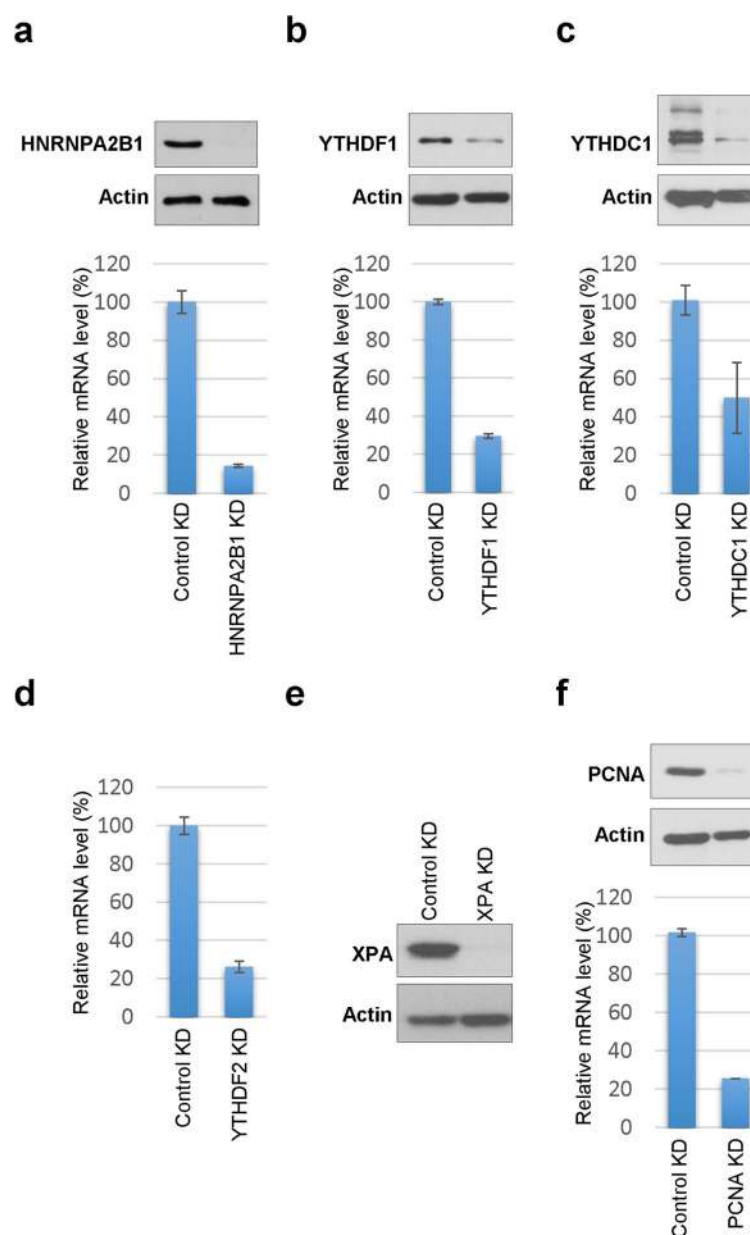 a
HNRNPA2B1
Actin
Relative mRNA level (%)
120
100
80
60
40
20
0
Control KD
HNRNPA2B1 KD
b
YTHDF1
Actin
Relative mRNA level (%)
120
100
80
60
40
20
0
Control KD
YTHDF1 KD
c
YTHDC1
Actin
Relative mRNA level (%)
120
100
80
60
40
20
0
Control KD
YTHDC1 KD
d
Relative mRNA level (%)
120
100
80
60
40
20
0
Control KD
YTHDF2 KD
e
Control KD
XPA KD
XPA
Actin
f
PCNA
Actin
Relative mRNA level (%)
120
100
80
60
40
20
0
Control KD
PCNA KD